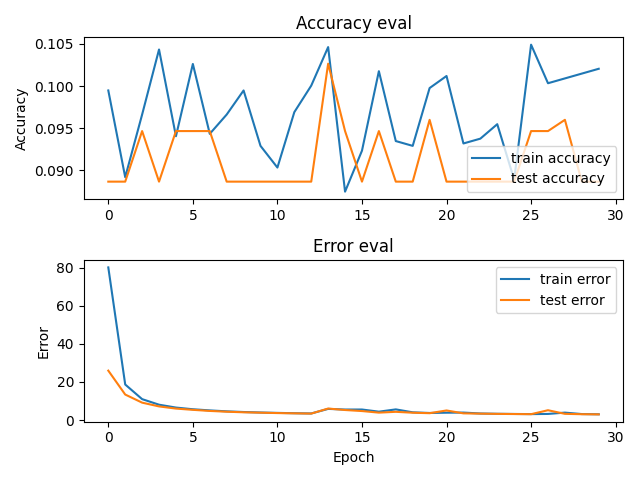 Accuracy eval
0.105
0.100
0.095
0.090
Accuracy
train accuracy
test accuracy
0 5 10 15 20 25 30
Error eval
80
60
40
20
0
Error
train error
test error
0 5 10 15 20 25 30
Epoch